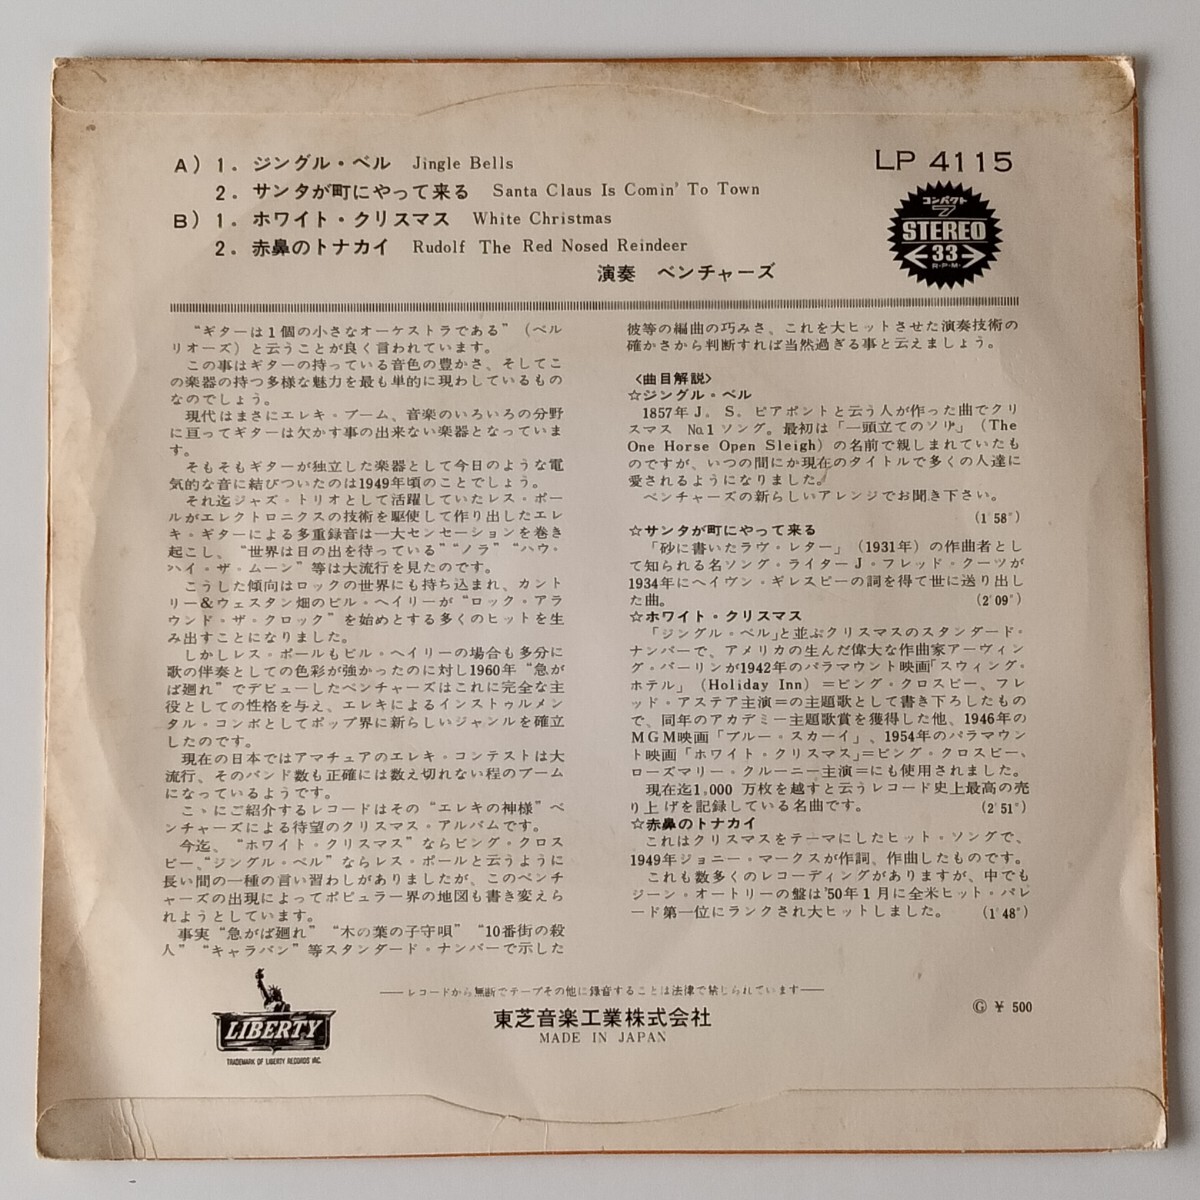 A) 1. ジングル・ベル Jingle Bells
2. サンタが町にやって来る Santa Claus Is Comin' To Town
B) 1. ホワイト・クリスマス White Christmas
2. 赤鼻のトナカイ Rudolf The Red Nosed Reindeer
演奏 ベンチャーズ
LP 4115
コンパクト
7
STEREO
33
R・P・M・
“ギターは1個の小さなオーケストラである”(ベル
リオーズ)と云うことが良く言われています。
この事はギターの持っている音色の豊かさ、そしてこ
の楽器の持つ多様な魅力を最も単的に現わしているもの
なのでしょう。
現代はまさにエレキ・ブーム、音楽のいろいろの分野
に亘ってギターは欠かす事の出来ない楽器となっていま
す。
そもそもギターが独立した楽器として今日のような電
気的な音に結びついたのは1949年頃のことでしょう。
それ迄ジャズ・トリオとして活躍していたレス・ポー
ルがエレクトロニクスの技術を駆使して作り出したエレ
キ・ギターによる多重録音は一大センセーションを巻き
起こし、“世界は日の出を待っている”“ノラ”“ハウ・
ハイ・ザ・ムーン”等は大流行を見たのです。
こうした傾向はロックの世界にも持ち込まれ、カント
リー&ウェスタン畑のビル・ヘイリーが“ロック・アラ
ウンド・ザ・クロック”を始めとする多くのヒットを生
み出すことになりました。
しかしレス・ポールもビル・ヘイリーの場合も多分に
歌の伴奏としての色彩が強かったのに対し1960年“急が
ば廻れ”でデビューしたベンチャーズはこれに完全な主
役としての性格を与え、エレキによるインストゥルメン
タル・コンボとしてポップ界に新らしいジャンルを確立
したのです。
現在の日本ではアマチュアのエレキ・コンテストは大
流行、そのバンド数も正確には数え切れない程のブーム
になっているようです。
こゝにご紹介するレコードはその“エレキの神様”ベ
ンチャーズによる待望のクリスマス・アルバムです。
今迄、“ホワイト・クリスマス”ならビング・クロス
ビー、“ジングル・ベル”ならレス・ポールと云うように
長い間の一種の言い習わしがありましたが、このベンチ
ャーズの出現によってポピュラー界の地図も書き変えら
れようとしています。
事実“急がば廻れ”“木の葉の子守唄”“10番街の殺
人”“キャラバン”等スタンダード・ナンバーで示した
彼等の編曲の巧みさ、これを大ヒットさせた演奏技術の
確かさから判断すれば当然過ぎる事と云えましょう。
〈曲目解説〉
☆ジングル・ベル
1857年J. S. ピアポントと云う人が作った曲でクリ
スマス No.1ソング。最初は「一頭立てのソリ」(The
One Horse Open Sleigh)の名前で親しまれていたも
のですが、いつの間にか現在のタイトルで多くの人達に
愛されるようになりました。
ベンチャーズの新らしいアレンジでお聞き下さい。
(1′58″)
☆サンタが町にやって来る
「砂に書いたラヴ・レター」(1931年)の作曲者とし
て知られる名ソング・ライターJ・フレッド・クーツが
1934年にヘイヴン・ギレスピーの詞を得て世に送り出し
た曲。 (2′09″)
☆ホワイト・クリスマス
「ジングル・ベル」と並ぶクリスマスのスタンダード・
ナンバーで、アメリカの生んだ偉大な作曲家アーヴィン
グ・バーリンが1942年のパラマウント映画「スウィング・
ホテル」(Holiday Inn)=ビング・クロスビー、フレ
ッド・アステア主演=の主題歌として書き下ろしたもの
で、同年のアカデミー主題歌賞を獲得した他、1946年の
MGM映画「ブルー・スカーイ」、1954年のパラマウン
ト映画「ホワイト・クリスマス」=ビング・クロスビー、
ローズマリー・クルーニー主演=にも使用されました。
現在迄1,000 万枚を越すと云うレコード史上最高の売
り上げを記録している名曲です。 (2′51″)
☆赤鼻のトナカイ
これはクリスマスをテーマにしたヒット・ソングで、
1949年ジョニー・マークスが作詞、作曲したものです。
これも数多くのレコーディングがありますが、中でも
ジーン・オートリーの盤は'50年1月に全米ヒット・パレ
ード第一位にランクされ大ヒットしました。 (1′48″)
LIBERTY
TRADEMARK OF LIBERTY RECORDS INC.
——レコードから無断でテープその他に録音することは法律で禁じられています——
東芝音楽工業株式会社
MADE IN JAPAN
Ⓖ ¥ 500